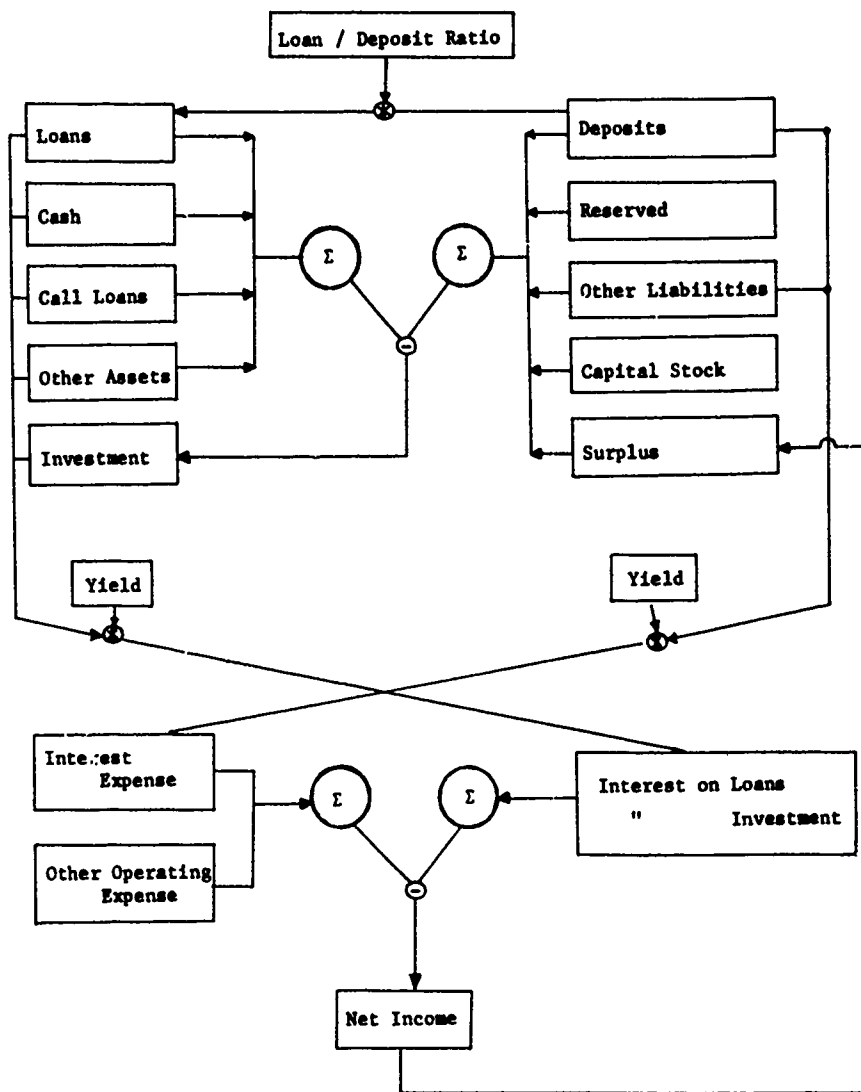 Loan / Deposit Ratio
Loans
Deposits
Cash
Reserved
Σ
Σ
Call Loans
Other Liabilities
Other Assets
Capital Stock
Investment
Surplus
Yield
Yield
Interest
Expense
Σ
Σ
Interest on Loans
" Investment
Other Operating
Expense
Net Income